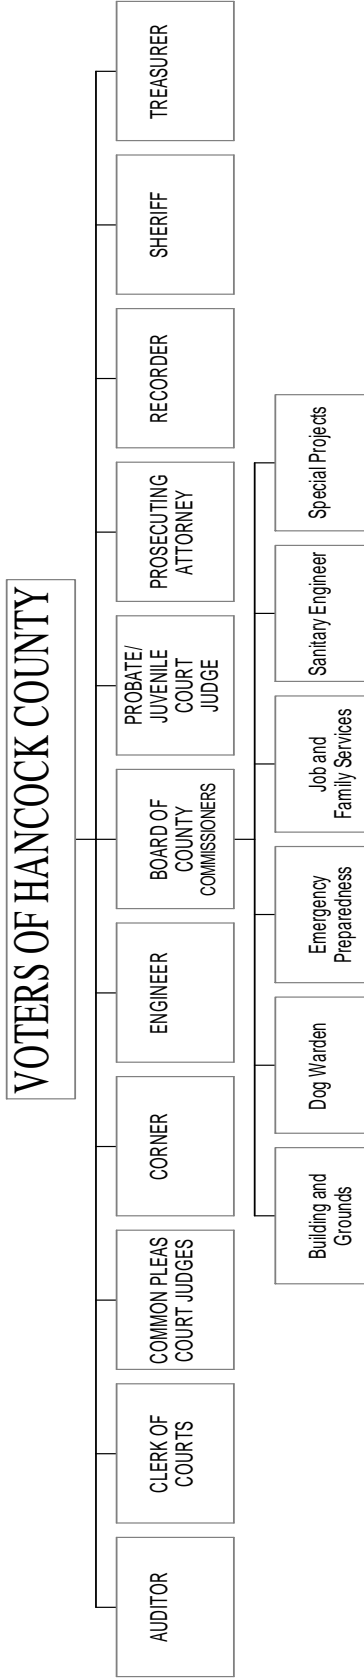 VOTERS OF HANCOCK COUNTY
AUDITOR
CLERK OF
COURTS
COMMON PLEAS
COURT JUDGES
CORNER
ENGINEER
BOARD OF
COUNTY
COMMISSIONERS
PROBATE/
JUVENILE
COURT
JUDGE
PROSECUTING
ATTORNEY
RECORDER
SHERIFF
TREASURER
Building and
Grounds
Dog Warden
Emergency
Preparedness
Job and
Family Services
Sanitary Engineer
Special Projects